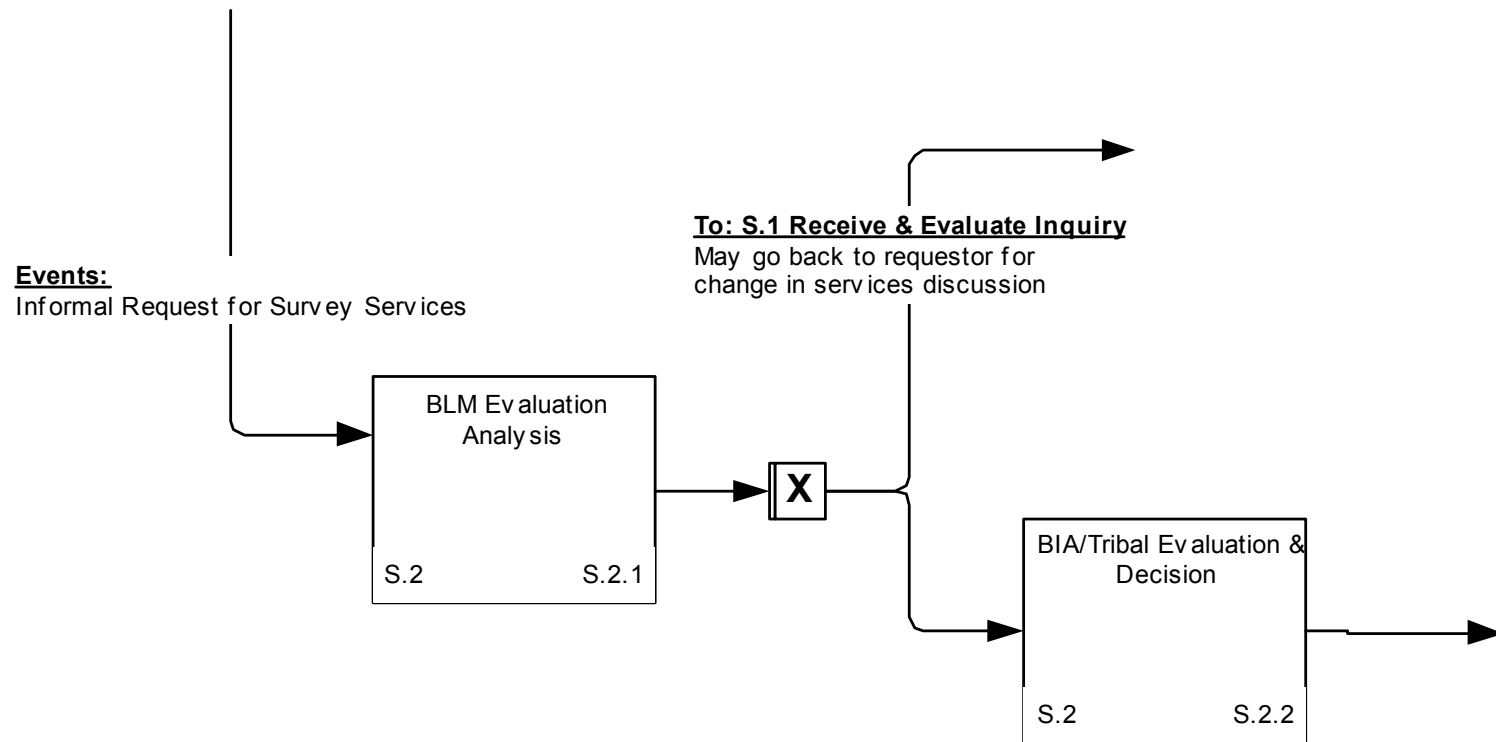 To: S.1 Receive & Evaluate Inquiry
May go back to requestor for
change in services discussion
Events:
Informal Request for Survey Services
BLM Evaluation
Analysis
S.2 S.2.1
X
BIA/Tribal Evaluation &
Decision
S.2 S.2.2